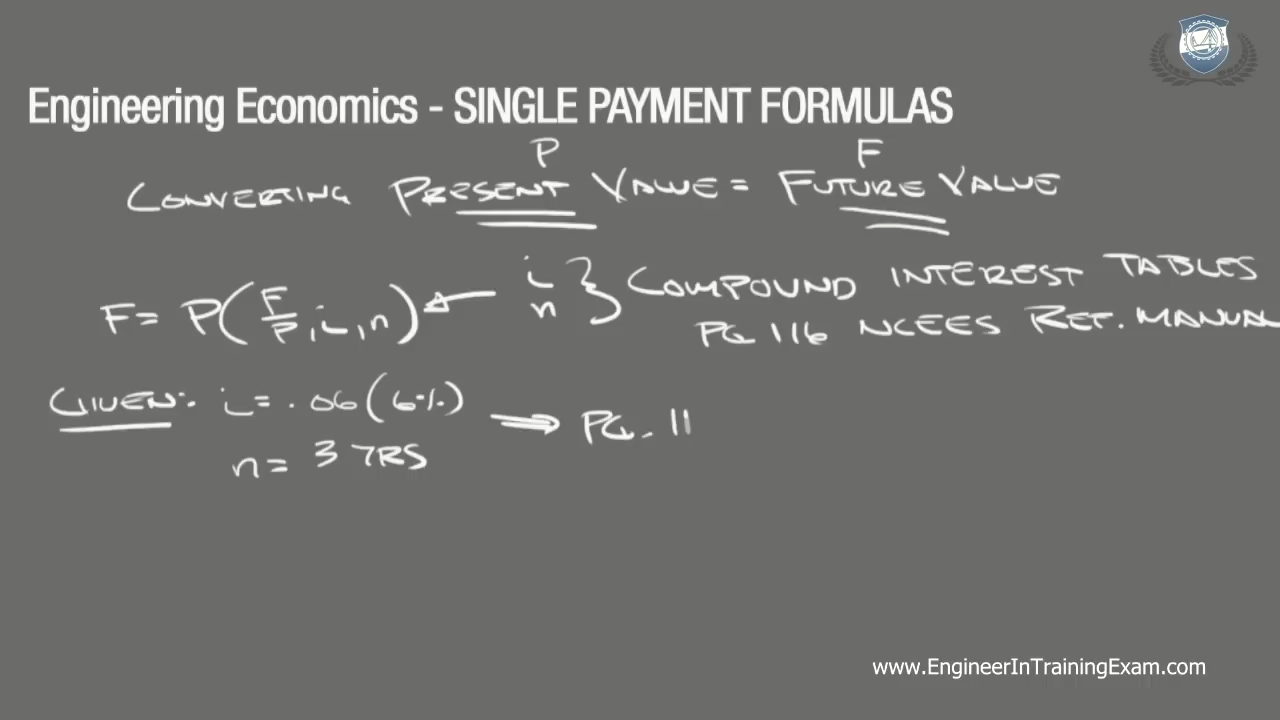 Engineering Economics - SINGLE PAYMENT FORMULAS
P F
CONVERTING PRESENT VALUE = FUTURE VALUE
F = P(F/P, i, n) ← i n } COMPOUND INTEREST TABLES
PG 116 NCEES REF. MANUAL
GIVEN: i = .06 (6%) ⇒ PG. 11
n = 3 YRS
www.EngineerInTrainingExam.com